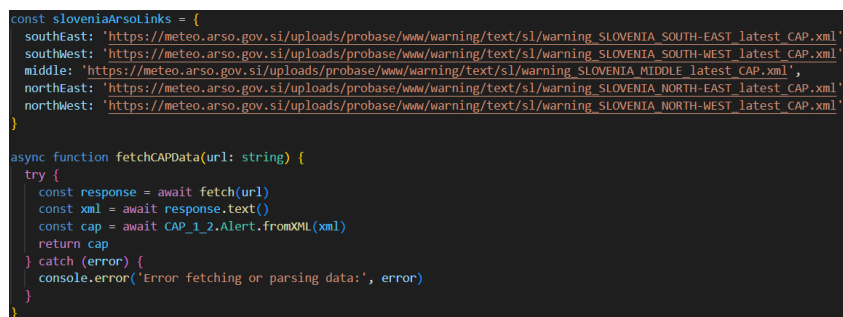 const sloveniaArsoLinks = {
  southEast: 'https://meteo.arso.gov.si/uploads/probase/www/warning/text/sl/warning_SLOVENIA_SOUTH-EAST_latest_CAP.xml'
  southWest: 'https://meteo.arso.gov.si/uploads/probase/www/warning/text/sl/warning_SLOVENIA_SOUTH-WEST_latest_CAP.xml'
  middle: 'https://meteo.arso.gov.si/uploads/probase/www/warning/text/sl/warning_SLOVENIA_MIDDLE_latest_CAP.xml',
  northEast: 'https://meteo.arso.gov.si/uploads/probase/www/warning/text/sl/warning_SLOVENIA_NORTH-EAST_latest_CAP.xml'
  northWest: 'https://meteo.arso.gov.si/uploads/probase/www/warning/text/sl/warning_SLOVENIA_NORTH-WEST_latest_CAP.xml'
}
async function fetchCAPData(url: string) {
  try {
    const response = await fetch(url)
    const xml = await response.text()
    const cap = await CAP_1_2.Alert.fromXML(xml)
    return cap
  } catch (error) {
    console.error('Error fetching or parsing data:', error)
  }
}